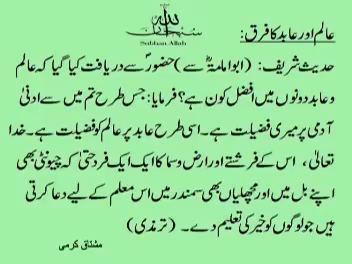 سبحان اللہ
Subhan Allah
عالم اور عابد کا فرق:
حدیث شریف: (ابوامامہؓ سے) حضورؐ سے دریافت کیا گیا کہ عالم
و عابد دونوں میں افضل کون ہے؟ فرمایا: جس طرح تم میں سے ادنیٰ
آدمی پر میری فضیلت ہے۔ اسی طرح عابد پر عالم کو فضیلت ہے۔ خدا
تعالیٰ، اس کے فرشتے اور ارض و سما کا ایک ایک فرد حتیٰ کہ چیونٹی بھی
اپنے بل میں اور مچھلیاں بھی سمندر میں اس معلم کے لیے دعا کرتی
ہیں جو لوگوں کو خیر کی تعلیم دے۔ (ترمذی)
مشتاق کرمی